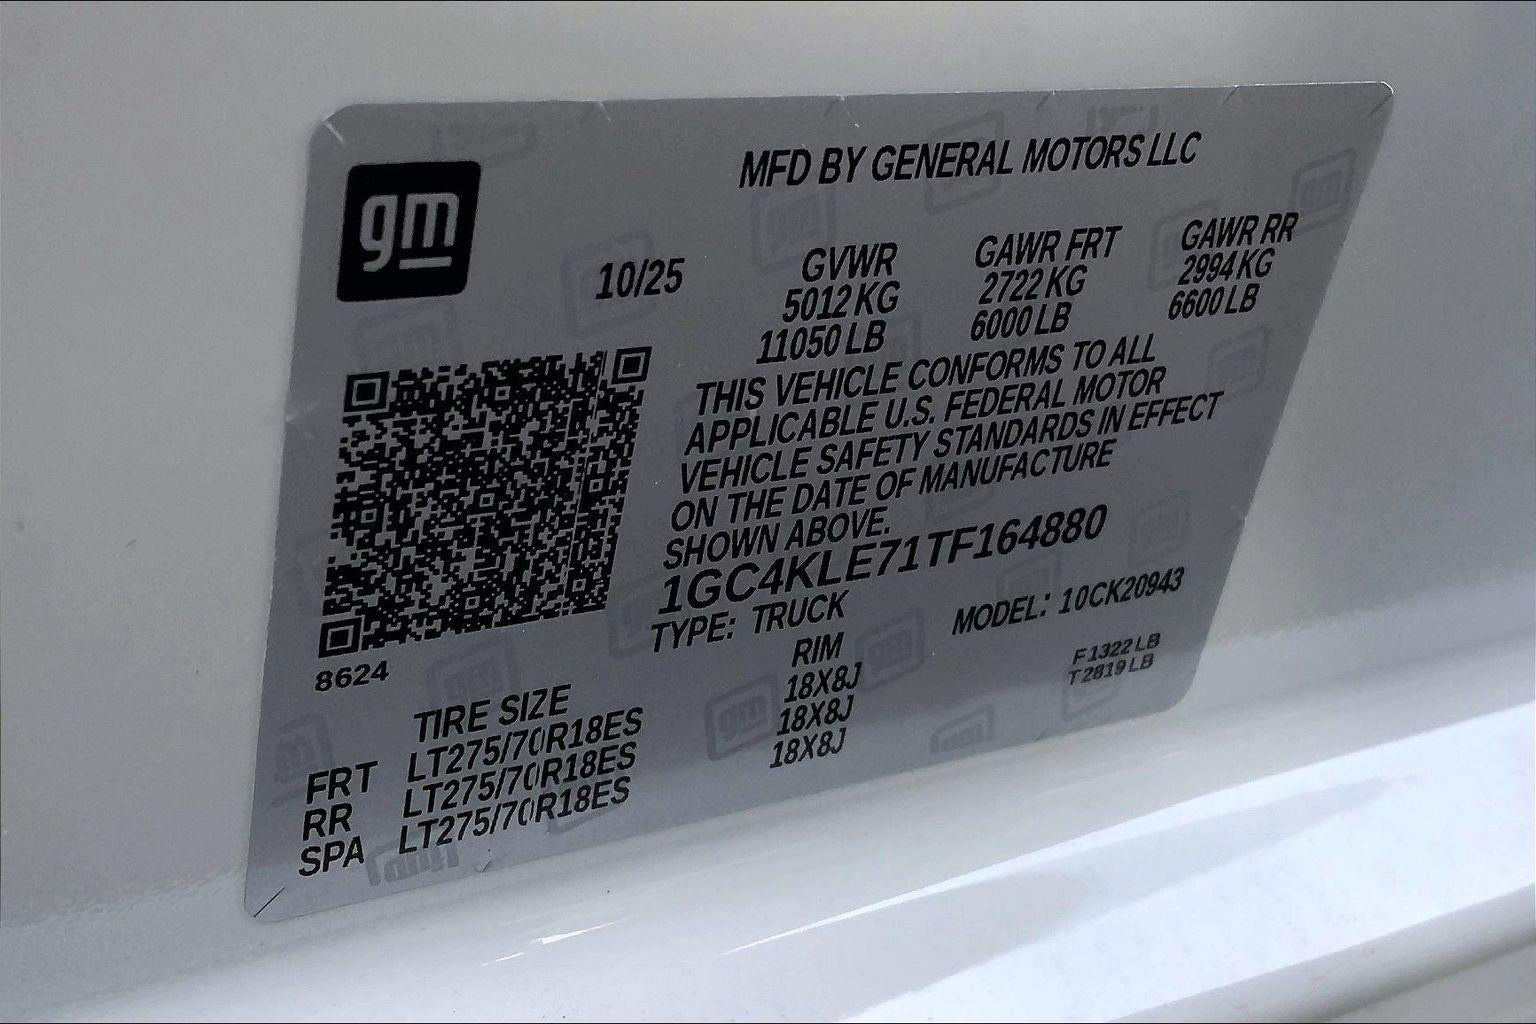 gm
MFD BY GENERAL MOTORS LLC
10/25
GVWR
5012 KG
11050 LB
GAWR FRT
2722 KG
6000 LB
GAWR RR
2994 KG
6600 LB
THIS VEHICLE CONFORMS TO ALL
APPLICABLE U.S. FEDERAL MOTOR
VEHICLE SAFETY STANDARDS IN EFFECT
ON THE DATE OF MANUFACTURE
SHOWN ABOVE.
1GC4KLE71TF164880
TYPE: TRUCK
MODEL: 10CK20943
8624
F 1322 LB
T 2819 LB
TIRE SIZE RIM
FRT LT275/70R18ES 18X8J
RR LT275/70R18ES 18X8J
SPA LT275/70R18ES 18X8J